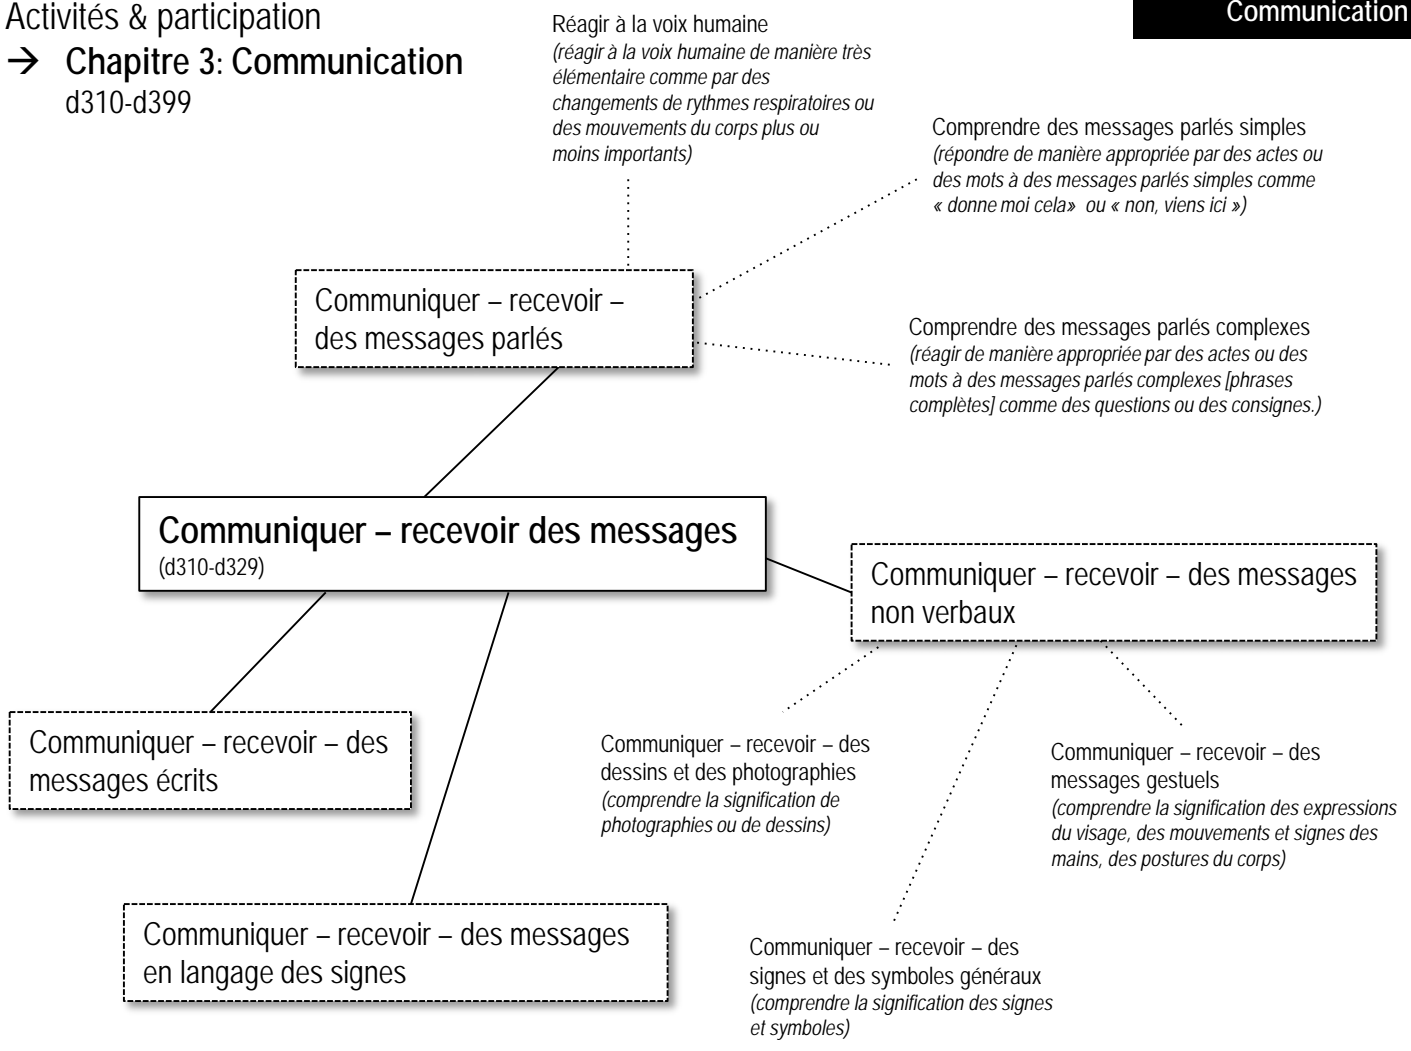 Activités & participation
→ Chapitre 3: Communication
d310-d399
Communication
Réagir à la voix humaine
(réagir à la voix humaine de manière très
élémentaire comme par des
changements de rythmes respiratoires ou
des mouvements du corps plus ou
moins importants)
Comprendre des messages parlés simples
(répondre de manière appropriée par des actes ou
des mots à des messages parlés simples comme
« donne moi cela» ou « non, viens ici »)
Communiquer – recevoir –
des messages parlés
Comprendre des messages parlés complexes
(réagir de manière appropriée par des actes ou des
mots à des messages parlés complexes [phrases
complètes] comme des questions ou des consignes.)
Communiquer – recevoir des messages
(d310-d329)
Communiquer – recevoir – des messages
non verbaux
Communiquer – recevoir – des
messages écrits
Communiquer – recevoir – des
dessins et des photographies
(comprendre la signification de
photographies ou de dessins)
Communiquer – recevoir – des
messages gestuels
(comprendre la signification des expressions
du visage, des mouvements et signes des
mains, des postures du corps)
Communiquer – recevoir – des messages
en langage des signes
Communiquer – recevoir – des
signes et des symboles généraux
(comprendre la signification des signes
et symboles)